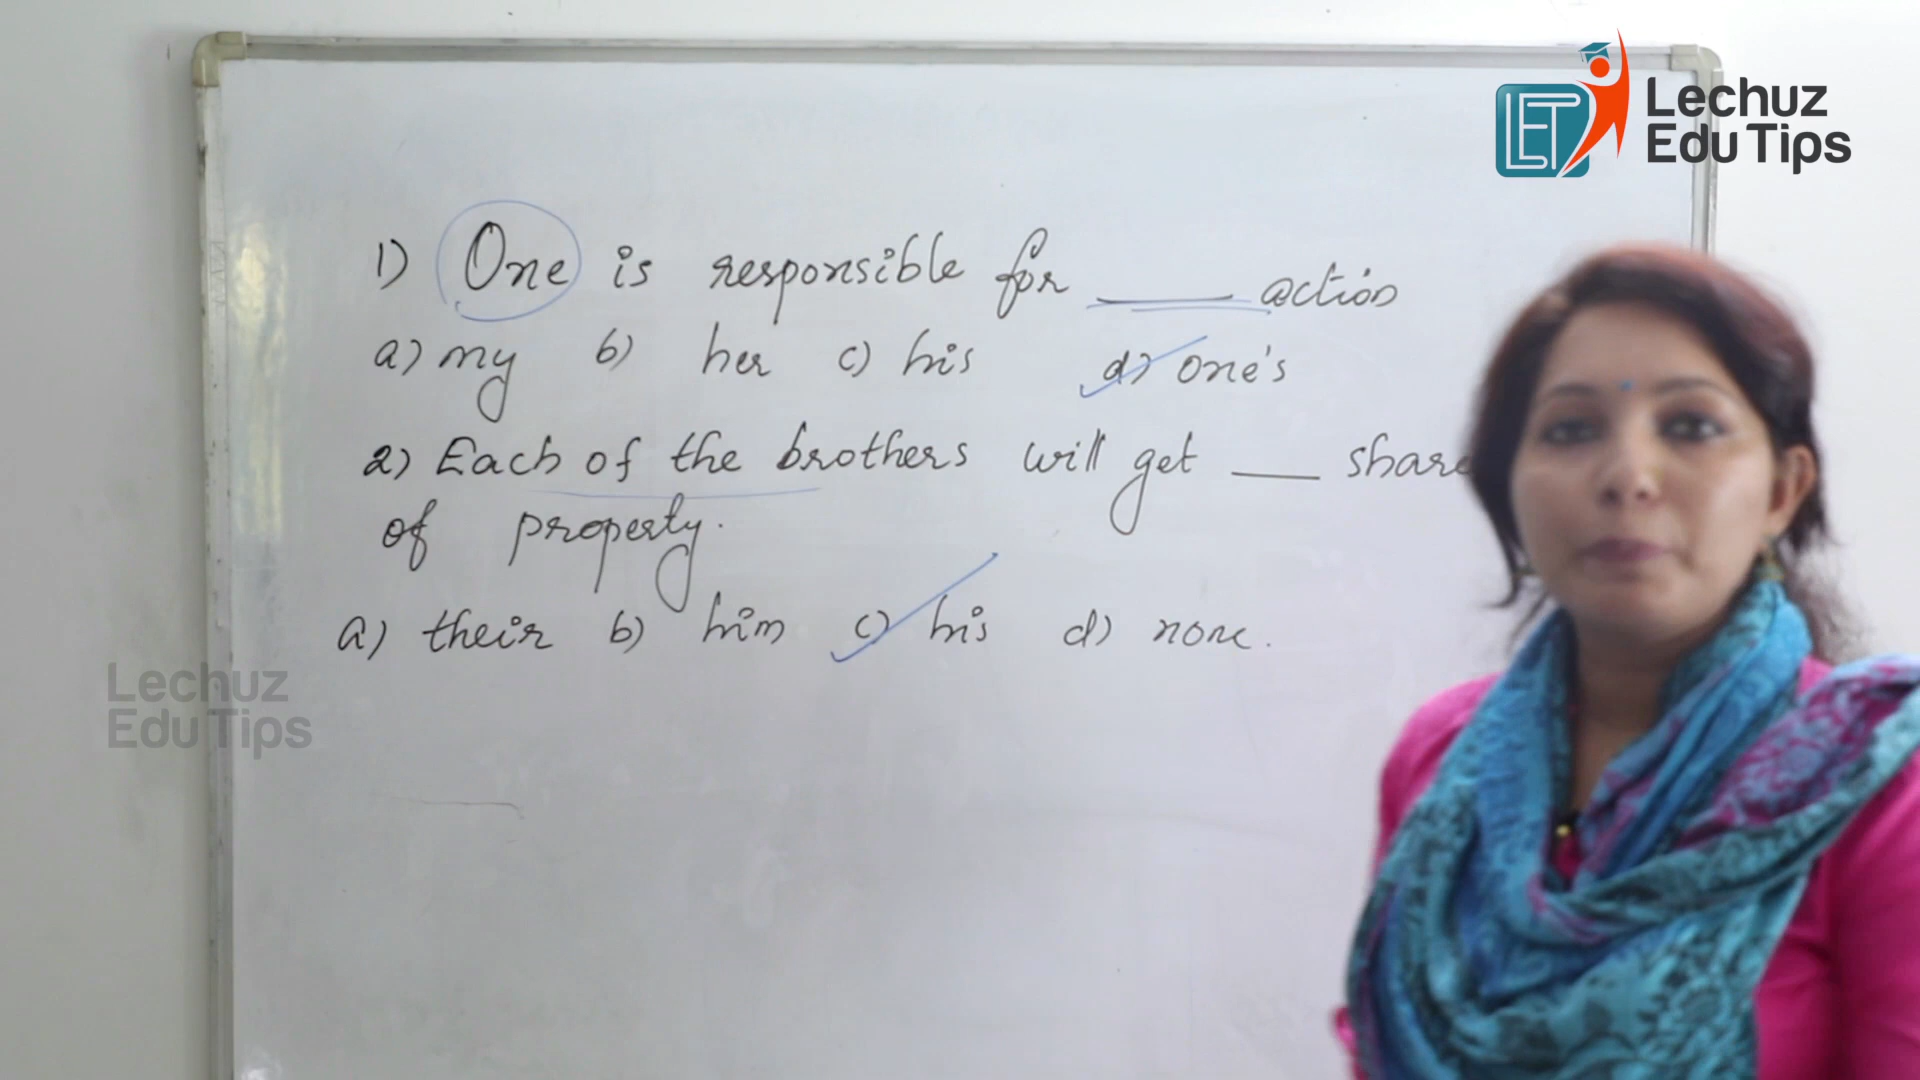 Lechuz
Edu Tips
1) One is responsible for ____ action
a) my b) her c) his d) one's
2) Each of the brothers will get ___ share
of property.
a) their b) him c) his d) none.
Lechuz
Edu Tips